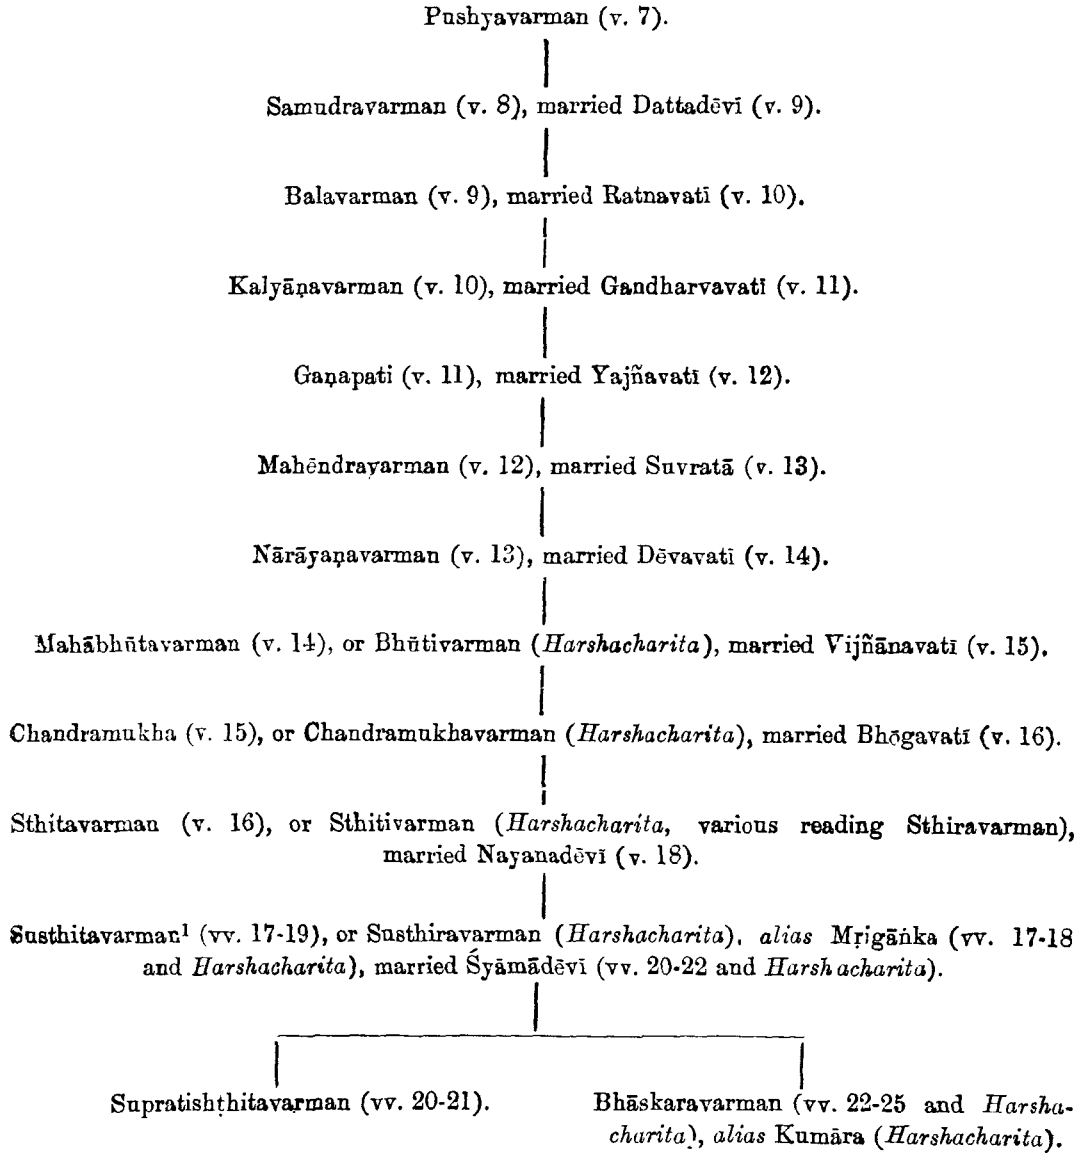 Pushyavarman (v. 7).
Samudravarman (v. 8), married Dattadēvī (v. 9).
Balavarman (v. 9), married Ratnavatī (v. 10).
Kalyāṇavarman (v. 10), married Gandharvavatī (v. 11).
Gaṇapati (v. 11), married Yajñavatī (v. 12).
Mahēndravarman (v. 12), married Suvratā (v. 13).
Nārāyaṇavarman (v. 13), married Dēvavatī (v. 14).
Mahābhūtavarman (v. 14), or Bhūtivarman (Harshacharita), married Vijñānavatī (v. 15).
Chandramukha (v. 15), or Chandramukhavarman (Harshacharita), married Bhōgavatī (v. 16).
Sthitavarman (v. 16), or Sthitivarman (Harshacharita, various reading Sthiravarman),
married Nayanadēvī (v. 18).
Susthitavarman¹ (vv. 17-19), or Susthiravarman (Harshacharita), alias Mṛigāṅka (vv. 17-18
and Harshacharita), married Śyāmādēvī (vv. 20-22 and Harshacharita).
Supratishṭhitavarman (vv. 20-21).
Bhāskaravarman (vv. 22-25 and Harsha-
charita), alias Kumāra (Harshacharita).